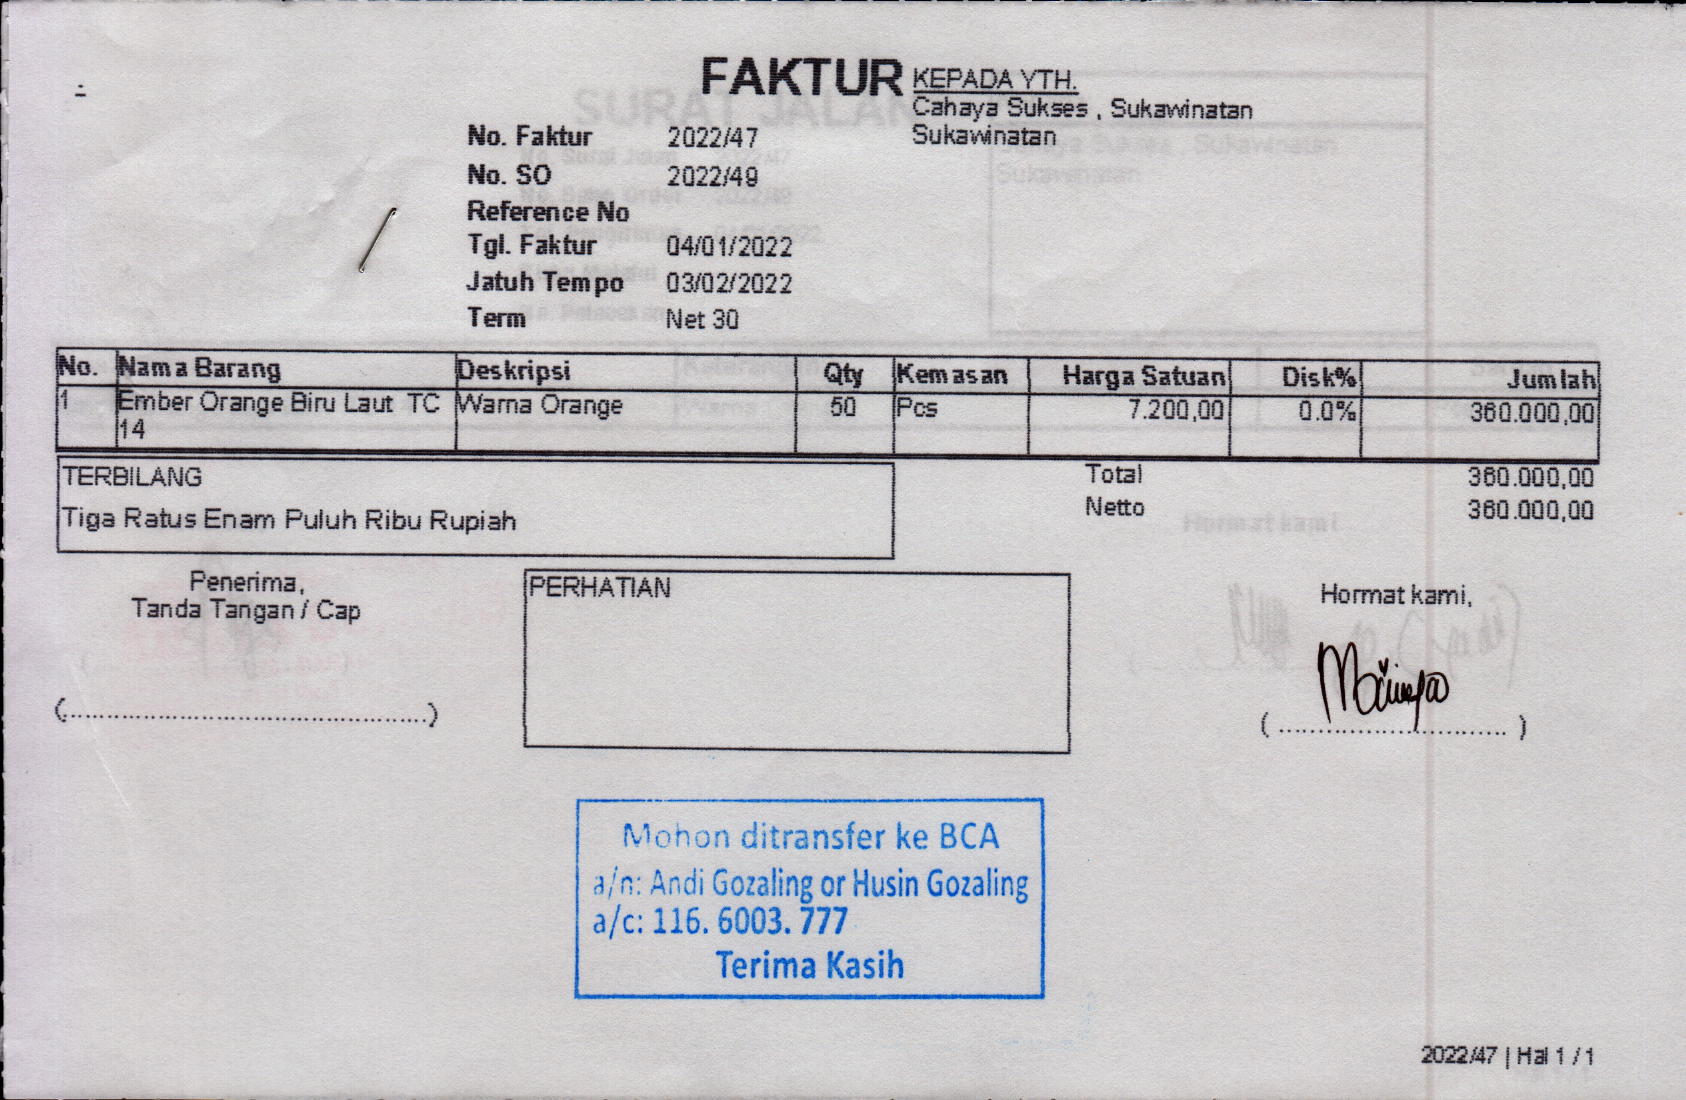 FAKTUR
KEPADA YTH.
Cahaya Sukses , Sukawinatan
Sukawinatan
No. Faktur 2022/47
No. SO 2022/49
Reference No
Tgl. Faktur 04/01/2022
Jatuh Tempo 03/02/2022
Term Net 30
No. Nama Barang Deskripsi Qty Kemasan Harga Satuan Disk% Jumlah
1 Ember Orange Biru Laut TC Warna Orange 50 Pcs 7.200,00 0.0% 360.000,00
14
TERBILANG
Tiga Ratus Enam Puluh Ribu Rupiah
Total 360.000,00
Netto 360.000,00
Penerima,
Tanda Tangan / Cap
(..............................................)
PERHATIAN
Hormat kami,
( .............................. )
Mohon ditransfer ke BCA
a/n: Andi Gozaling or Husin Gozaling
a/c: 116. 6003. 777
Terima Kasih
2022/47 | Hal 1 / 1